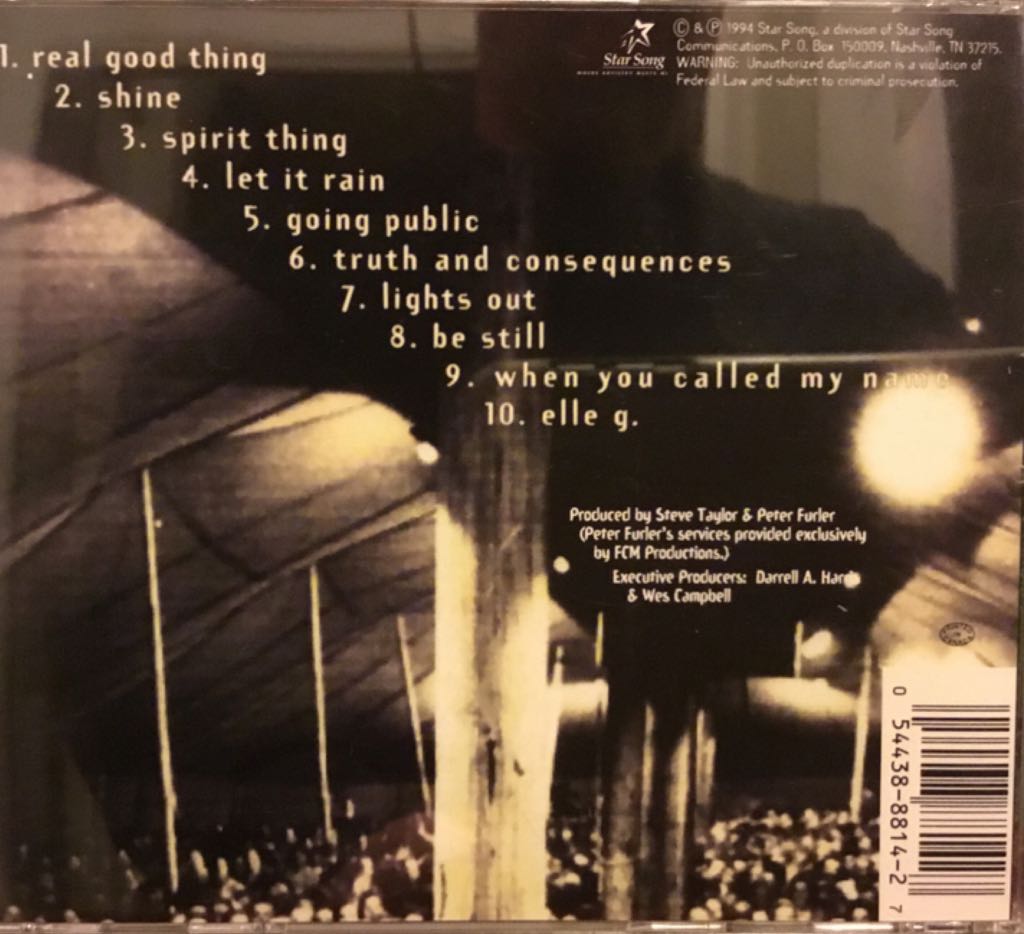 1. real good thing
2. shine
3. spirit thing
4. let it rain
5. going public
6. truth and consequences
7. lights out
8. be still
9. when you called my name
10. elle g.
Star Song
© & ℗ 1994 Star Song, a division of Star Song
Communications, P. O. Box 150009, Nashville, TN 37215.
WARNING: Unauthorized duplication is a violation of
Federal Law and subject to criminal prosecution.
Produced by Steve Taylor & Peter Furler
(Peter Furler's services provided exclusively
by FCM Productions.)
Executive Producers: Darrell A.
& Wes Campbell
0 54438-8814-2 7